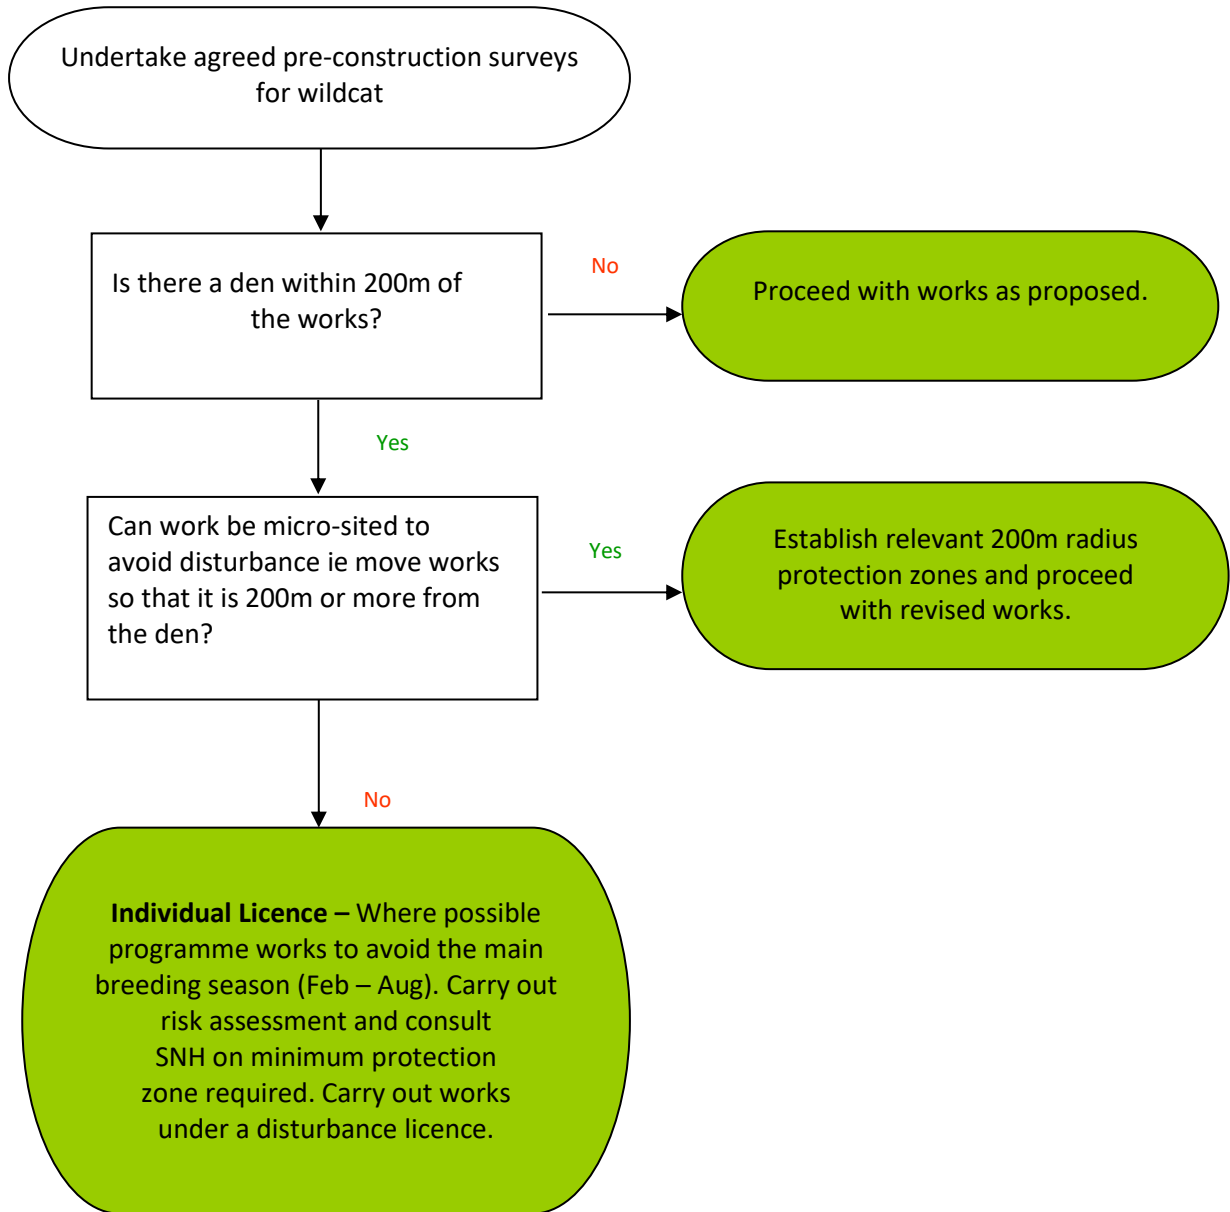 Undertake agreed pre-construction surveys
for wildcat
Is there a den within 200m of
the works?
No
Proceed with works as proposed.
Yes
Can work be micro-sited to
avoid disturbance ie move works
so that it is 200m or more from
the den?
Yes
Establish relevant 200m radius
protection zones and proceed
with revised works.
No
Individual Licence – Where possible
programme works to avoid the main
breeding season (Feb – Aug). Carry out
risk assessment and consult
SNH on minimum protection
zone required. Carry out works
under a disturbance licence.